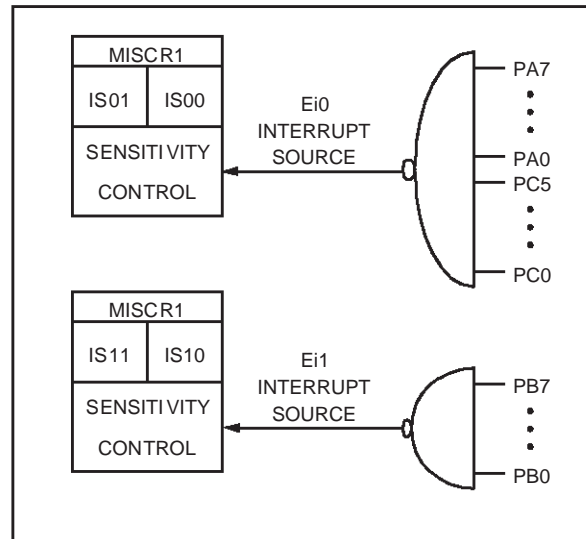 MISCR1
IS01 IS00
SENSITIVITY
CONTROL
Ei0
INTERRUPT
SOURCE
PA7
PA0
PC5
PC0
MISCR1
IS11 IS10
SENSITIVITY
CONTROL
Ei1
INTERRUPT
SOURCE
PB7
PB0